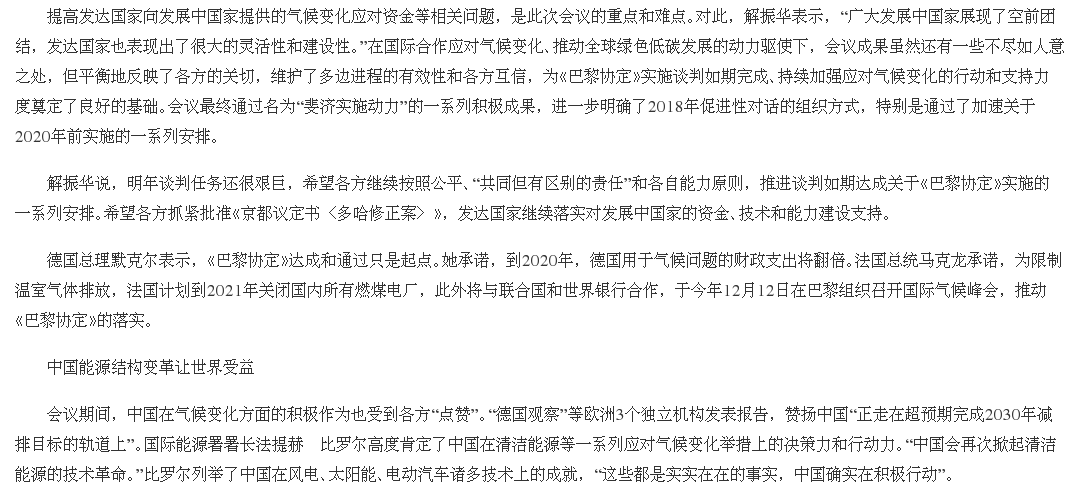 提高发达国家向发展中国家提供的气候变化应对资金等相关问题，是此次会议的重点和难点。对此，解振华表示，“广大发展中国家展现了空前团
结，发达国家也表现出了很大的灵活性和建设性。”在国际合作应对气候变化、推动全球绿色低碳发展的动力驱使下，会议成果虽然还有一些不尽如人意
之处，但平衡地反映了各方的关切，维护了多边进程的有效性和各方互信，为《巴黎协定》实施谈判如期完成、持续加强应对气候变化的行动和支持力
度奠定了良好的基础。会议最终通过名为“斐济实施动力”的一系列积极成果，进一步明确了2018年促进性对话的组织方式，特别是通过了加速关于
2020年前实施的一系列安排。
解振华说，明年谈判任务还很艰巨，希望各方继续按照公平、“共同但有区别的责任”和各自能力原则，推进谈判如期达成关于《巴黎协定》实施的
一系列安排。希望各方抓紧批准《京都议定书〈多哈修正案〉》，发达国家继续落实对发展中国家的资金、技术和能力建设支持。
德国总理默克尔表示，《巴黎协定》达成和通过只是起点。她承诺，到2020年，德国用于气候问题的财政支出将翻倍。法国总统马克龙承诺，为限制
温室气体排放，法国计划到2021年关闭国内所有燃煤电厂，此外将与联合国和世界银行合作，于今年12月12日在巴黎组织召开国际气候峰会，推动
《巴黎协定》的落实。
中国能源结构变革让世界受益
会议期间，中国在气候变化方面的积极作为也受到各方“点赞”。“德国观察”等欧洲3个独立机构发表报告，赞扬中国“正走在超预期完成2030年减
排目标的轨道上”。国际能源署署长法提赫　比罗尔高度肯定了中国在清洁能源等一系列应对气候变化举措上的决策力和行动力。“中国会再次掀起清洁
能源的技术革命。”比罗尔列举了中国在风电、太阳能、电动汽车诸多技术上的成就，“这些都是实实在在的事实，中国确实在积极行动”。